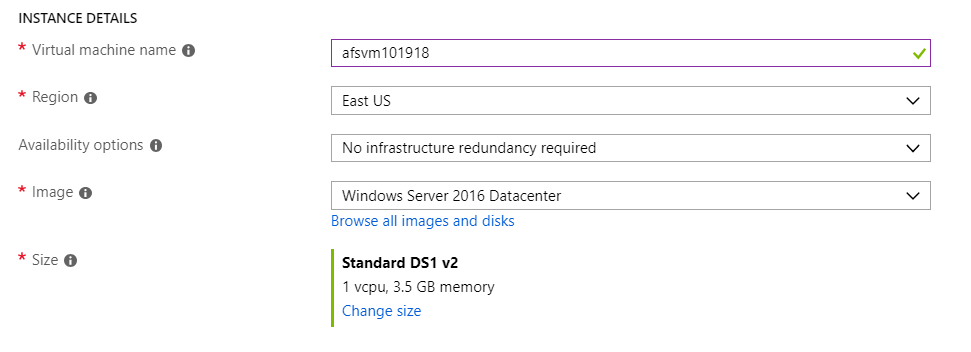 INSTANCE DETAILS
* Virtual machine name
afsvm101918
* Region
East US
Availability options
No infrastructure redundancy required
* Image
Windows Server 2016 Datacenter
Browse all images and disks
* Size
Standard DS1 v2
1 vcpu, 3.5 GB memory
Change size